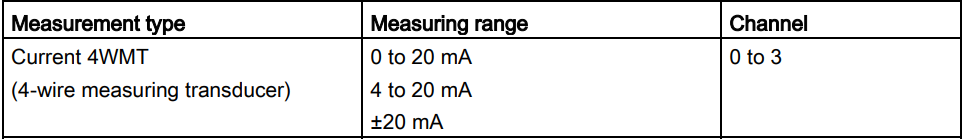 Measurement type Measuring range Channel
Current 4WMT 0 to 20 mA 0 to 3
(4-wire measuring transducer) 4 to 20 mA
±20 mA